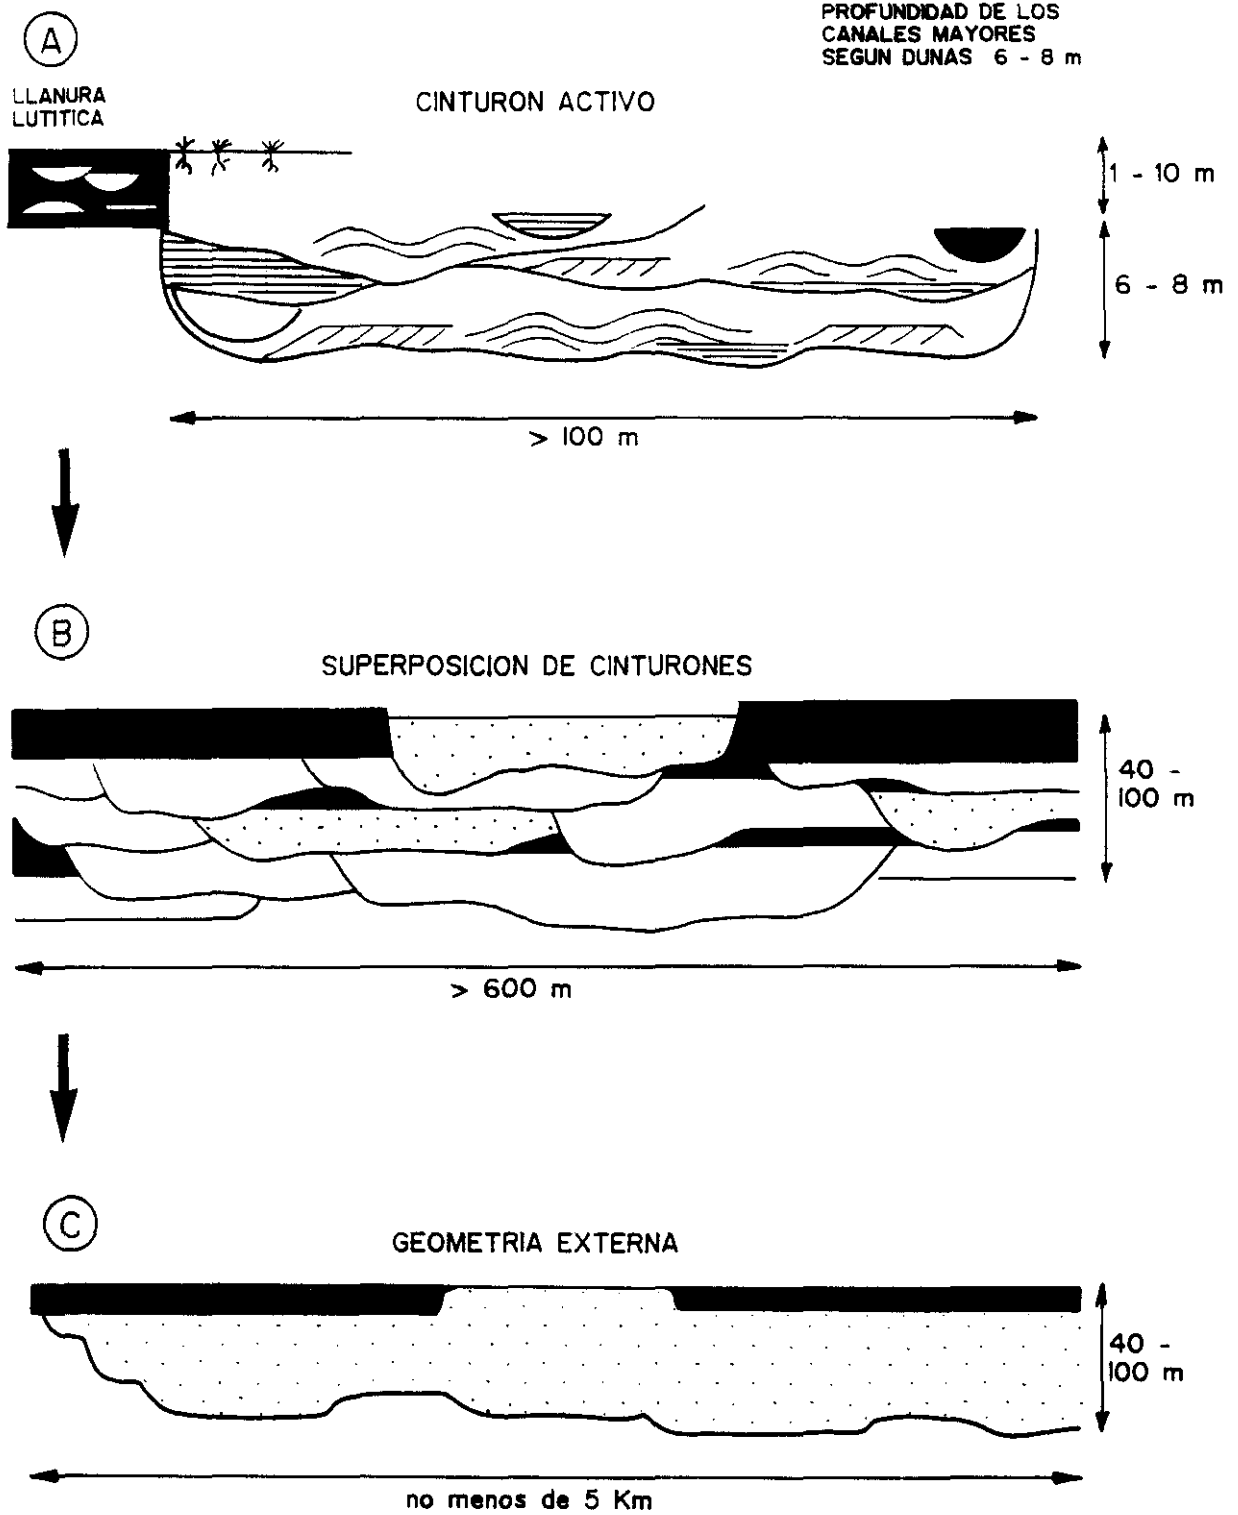 PROFUNDIDAD DE LOS
CANALES MAYORES
SEGUN DUNAS 6 - 8 m
A
LLANURA
LUTITICA
CINTURON ACTIVO
1 - 10 m
6 - 8 m
> 100 m
B
SUPERPOSICION DE CINTURONES
40 -
100 m
> 600 m
C
GEOMETRIA EXTERNA
40 -
100 m
no menos de 5 Km